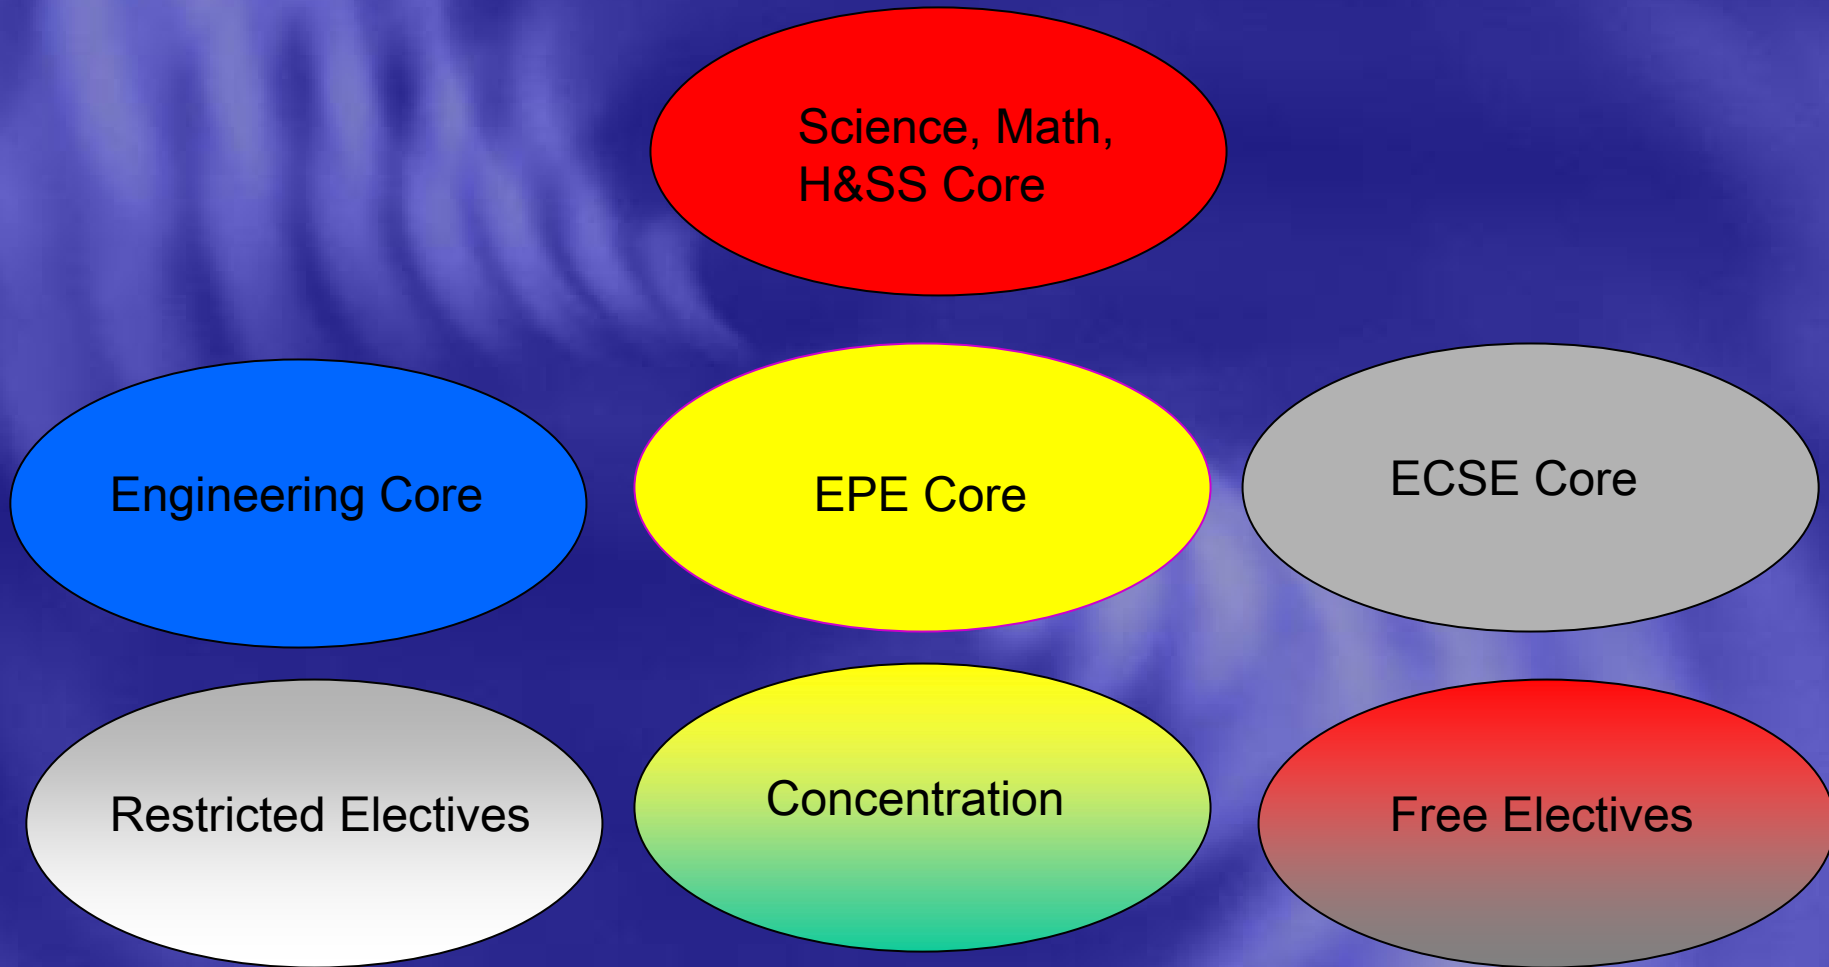 Science, Math,
H&SS Core
Engineering Core
EPE Core
ECSE Core
Restricted Electives
Concentration
Free Electives